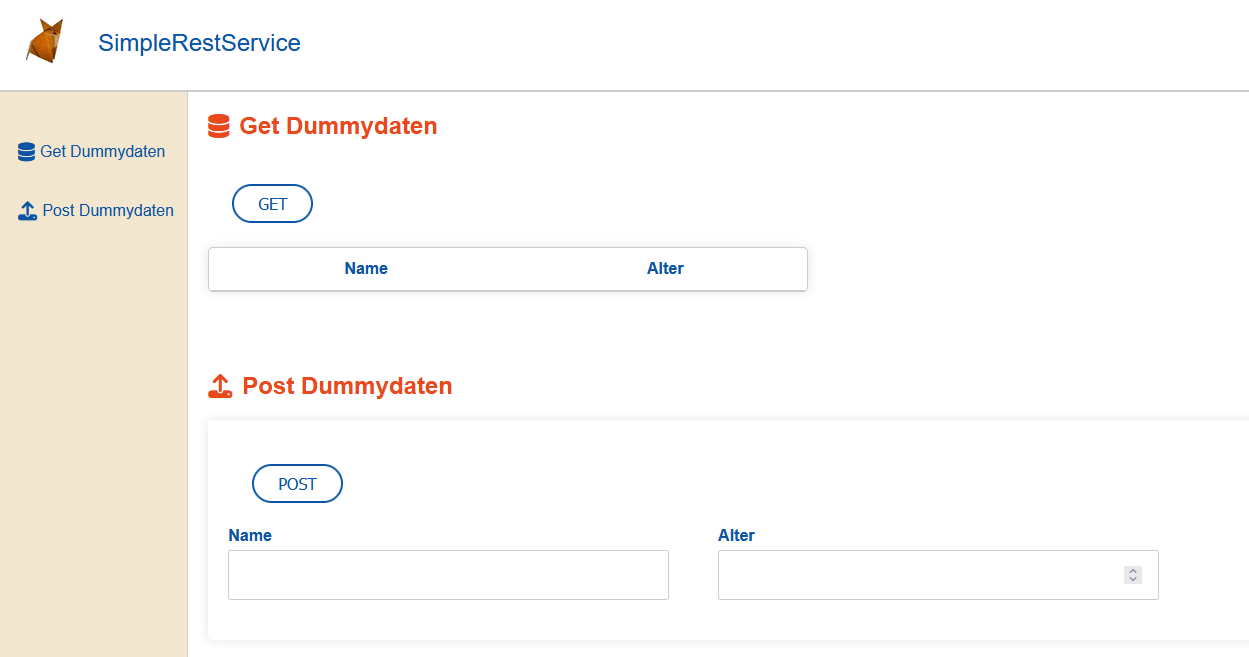 SimpleRestService
Get Dummydaten
Post Dummydaten
Get Dummydaten
GET
Name Alter
Post Dummydaten
POST
Name Alter